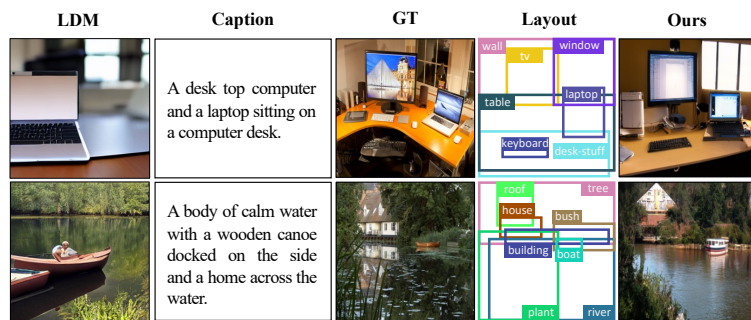 LDM Caption GT Layout Ours
A desk top computer
and a laptop sitting on
a computer desk.
wall
window
tv
laptop
table
keyboard
desk-stuff
A body of calm water
with a wooden canoe
docked on the side
and a home across the
water.
roof
tree
house
bush
building
boat
plant
river